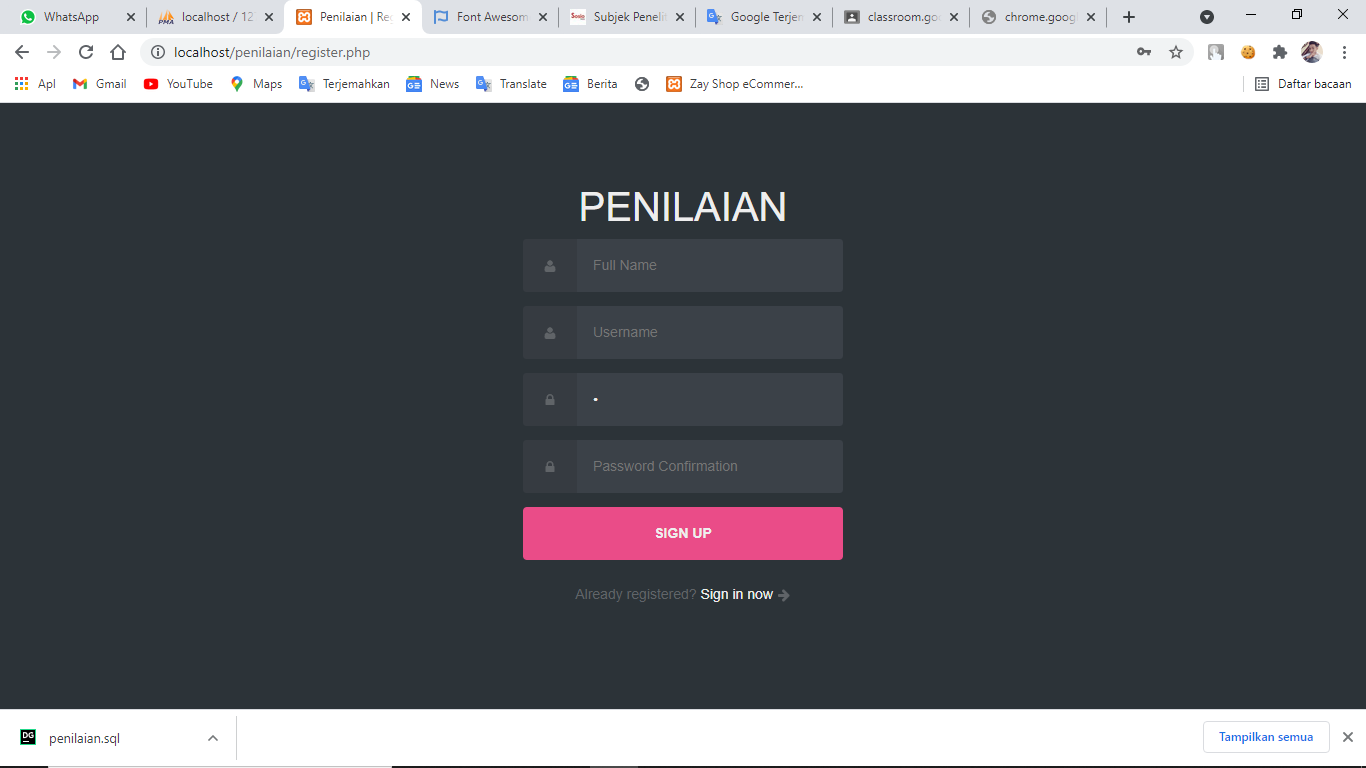 WhatsApp
localhost / 12
Penilaian | Re
Font Awesom
Subjek Penelit
Google Terjem
classroom.goo
chrome.goog
localhost/penilaian/register.php
Apl
Gmail
YouTube
Maps
Terjemahkan
News
Translate
Berita
Zay Shop eCommer...
Daftar bacaan
PENILAIAN
Full Name
Username
Password Confirmation
SIGN UP
Already registered? Sign in now
DG
penilaian.sql
Tampilkan semua